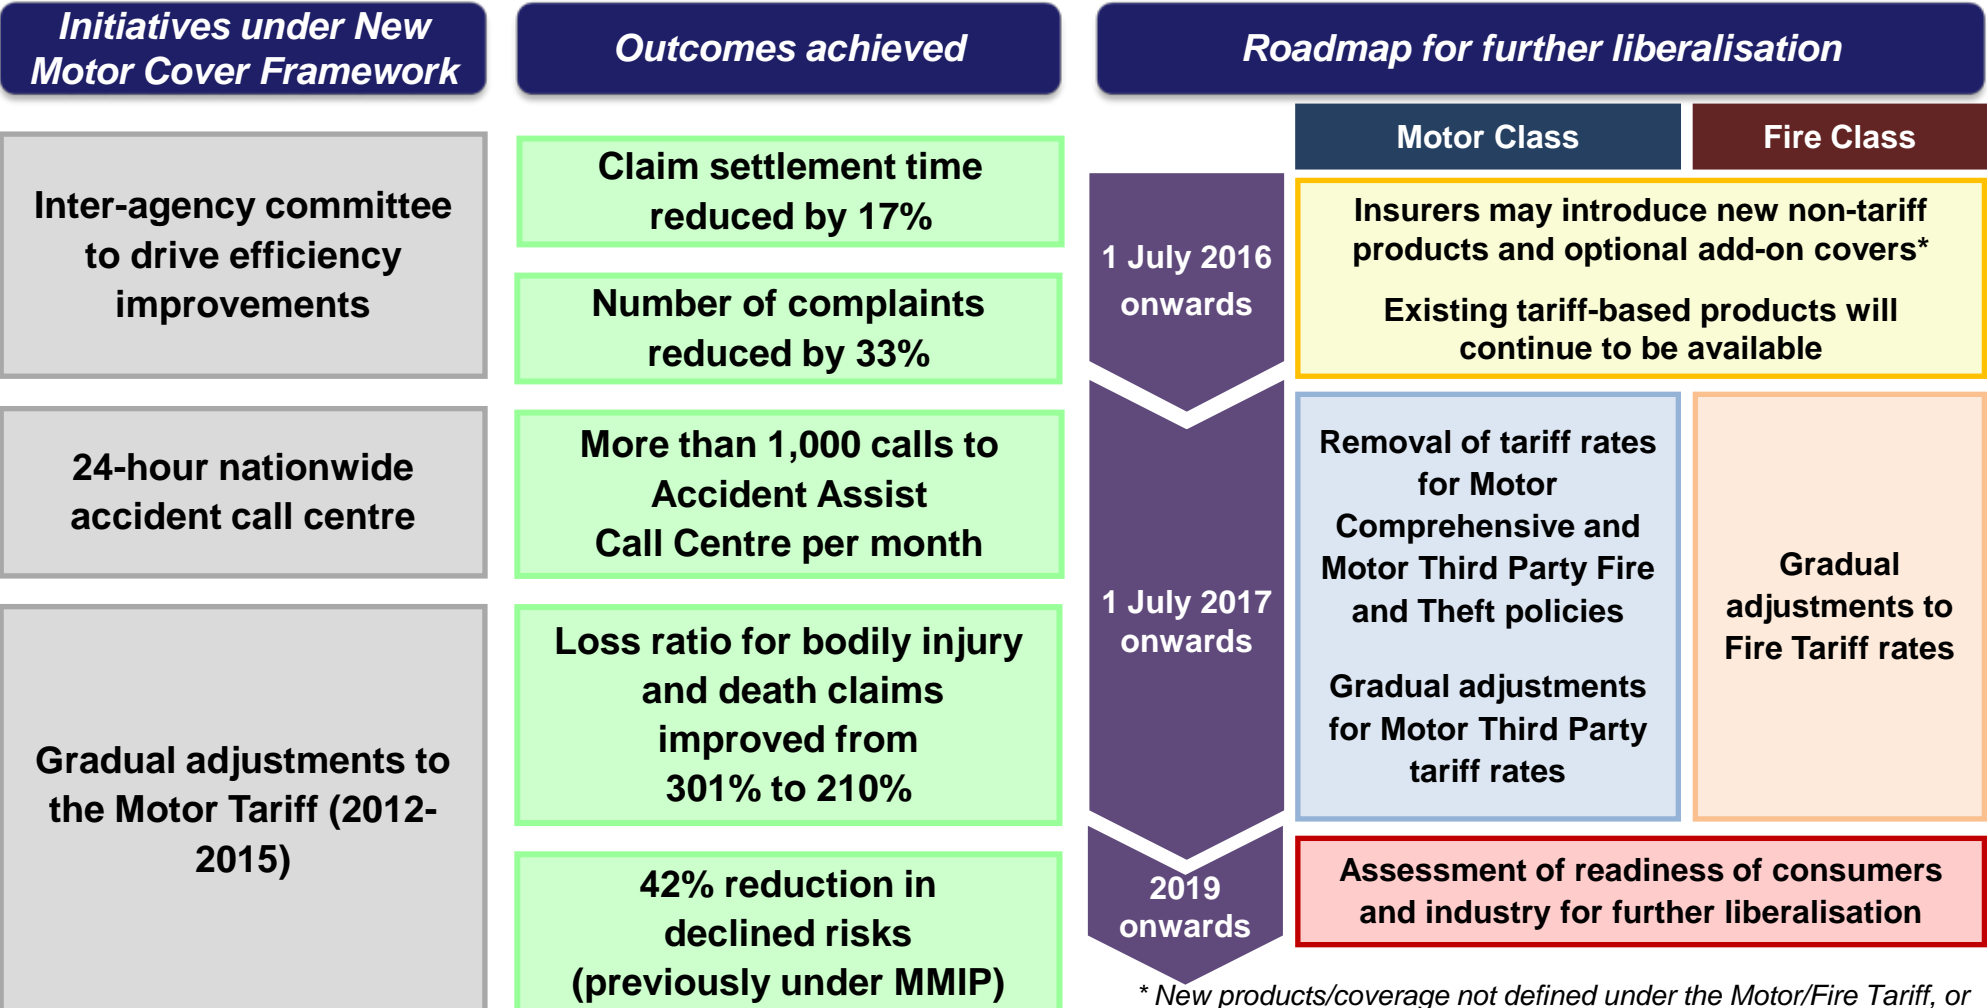 Initiatives under New
Motor Cover Framework
Outcomes achieved
Roadmap for further liberalisation
Inter-agency committee
to drive efficiency
improvements
24-hour nationwide
accident call centre
Gradual adjustments to
the Motor Tariff (2012-
2015)
Claim settlement time
reduced by 17%
Number of complaints
reduced by 33%
More than 1,000 calls to
Accident Assist
Call Centre per month
Loss ratio for bodily injury
and death claims
improved from
301% to 210%
42% reduction in
declined risks
(previously under MMIP)
Motor Class
Fire Class
1 July 2016
onwards
Insurers may introduce new non-tariff
products and optional add-on covers*
Existing tariff-based products will
continue to be available
1 July 2017
onwards
Removal of tariff rates
for Motor
Comprehensive and
Motor Third Party Fire
and Theft policies
Gradual adjustments
for Motor Third Party
tariff rates
Gradual
adjustments to
Fire Tariff rates
2019
onwards
Assessment of readiness of consumers
and industry for further liberalisation
* New products/coverage not defined under the Motor/Fire Tariff, or